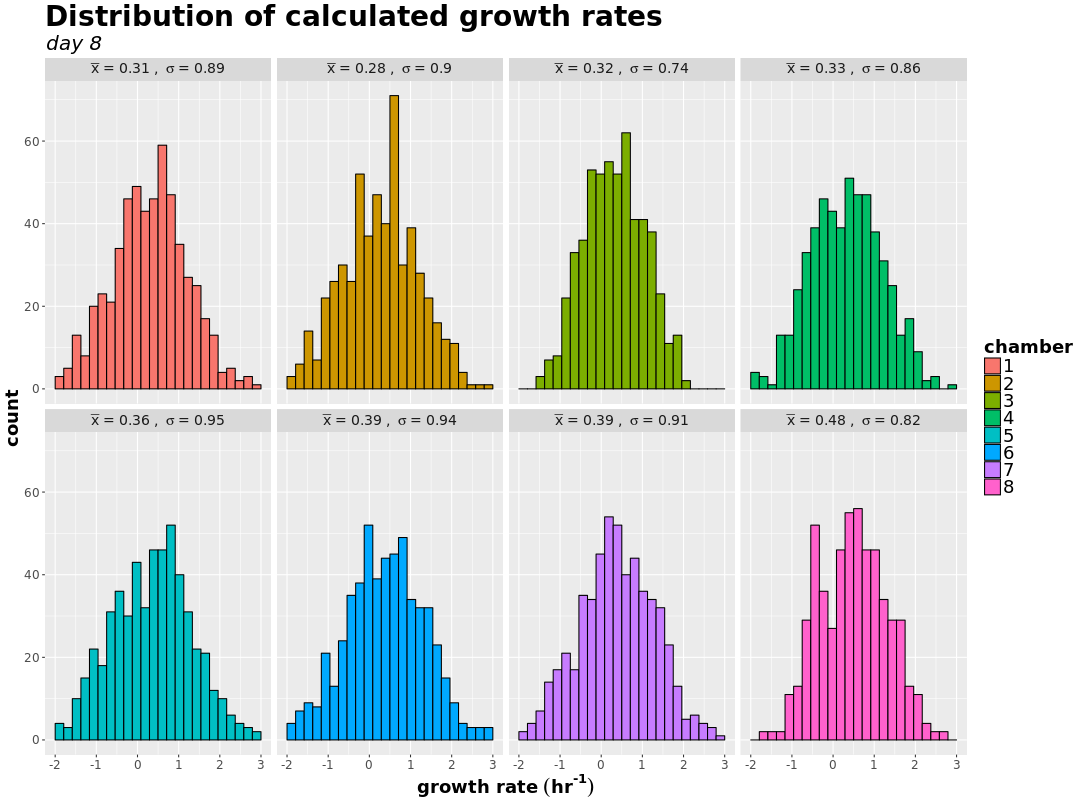 Distribution of calculated growth rates
day 8
x̅ = 0.31 , σ = 0.89
x̅ = 0.28 , σ = 0.9
x̅ = 0.32 , σ = 0.74
x̅ = 0.33 , σ = 0.86
60
40
20
0
x̅ = 0.36 , σ = 0.95
x̅ = 0.39 , σ = 0.94
x̅ = 0.39 , σ = 0.91
x̅ = 0.48 , σ = 0.82
60
40
20
0
count
-2 -1 0 1 2 3
-2 -1 0 1 2 3
-2 -1 0 1 2 3
-2 -1 0 1 2 3
growth rate (hr⁻¹)
chamber
1
2
3
4
5
6
7
8